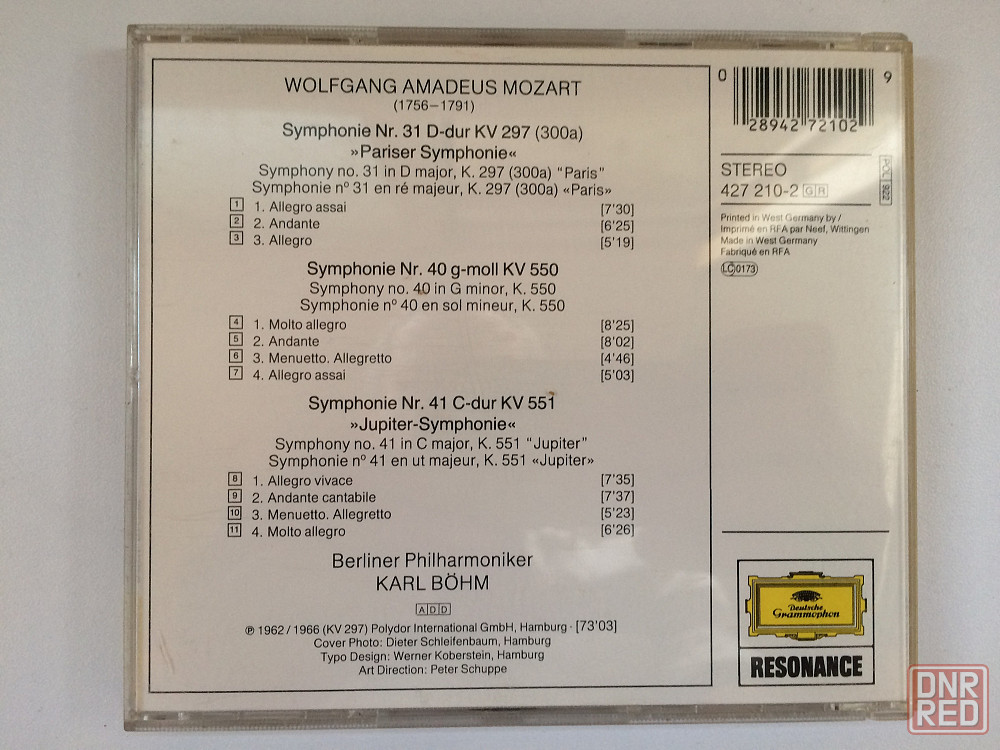 WOLFGANG AMADEUS MOZART
(1756–1791)
Symphonie Nr. 31 D-dur KV 297 (300a)
»Pariser Symphonie«
Symphony no. 31 in D major, K. 297 (300a) “Paris”
Symphonie nº 31 en ré majeur, K. 297 (300a) «Paris»
1 1. Allegro assai [7'30]
2 2. Andante [6'25]
3 3. Allegro [5'19]
Symphonie Nr. 40 g-moll KV 550
Symphony no. 40 in G minor, K. 550
Symphonie nº 40 en sol mineur, K. 550
4 1. Molto allegro [8'25]
5 2. Andante [8'02]
6 3. Menuetto. Allegretto [4'46]
7 4. Allegro assai [5'03]
Symphonie Nr. 41 C-dur KV 551
»Jupiter-Symphonie«
Symphony no. 41 in C major, K. 551 “Jupiter”
Symphonie nº 41 en ut majeur, K. 551 «Jupiter»
8 1. Allegro vivace [7'35]
9 2. Andante cantabile [7'37]
10 3. Menuetto. Allegretto [5'23]
11 4. Molto allegro [6'26]
Berliner Philharmoniker
KARL BÖHM
ADD
℗ 1962 / 1966 (KV 297) Polydor International GmbH, Hamburg · [73'03]
Cover Photo: Dieter Schleifenbaum, Hamburg
Typo Design: Werner Koberstein, Hamburg
Art Direction: Peter Schuppe
0 28942 72102 9
STEREO
427 210-2 GR
POL 922
Printed in West Germany by /
Imprimé en RFA par Neef, Wittingen
Made in West Germany
Fabriqué en RFA
LC 0173
Deutsche
Grammophon
RESONANCE
DNR
RED